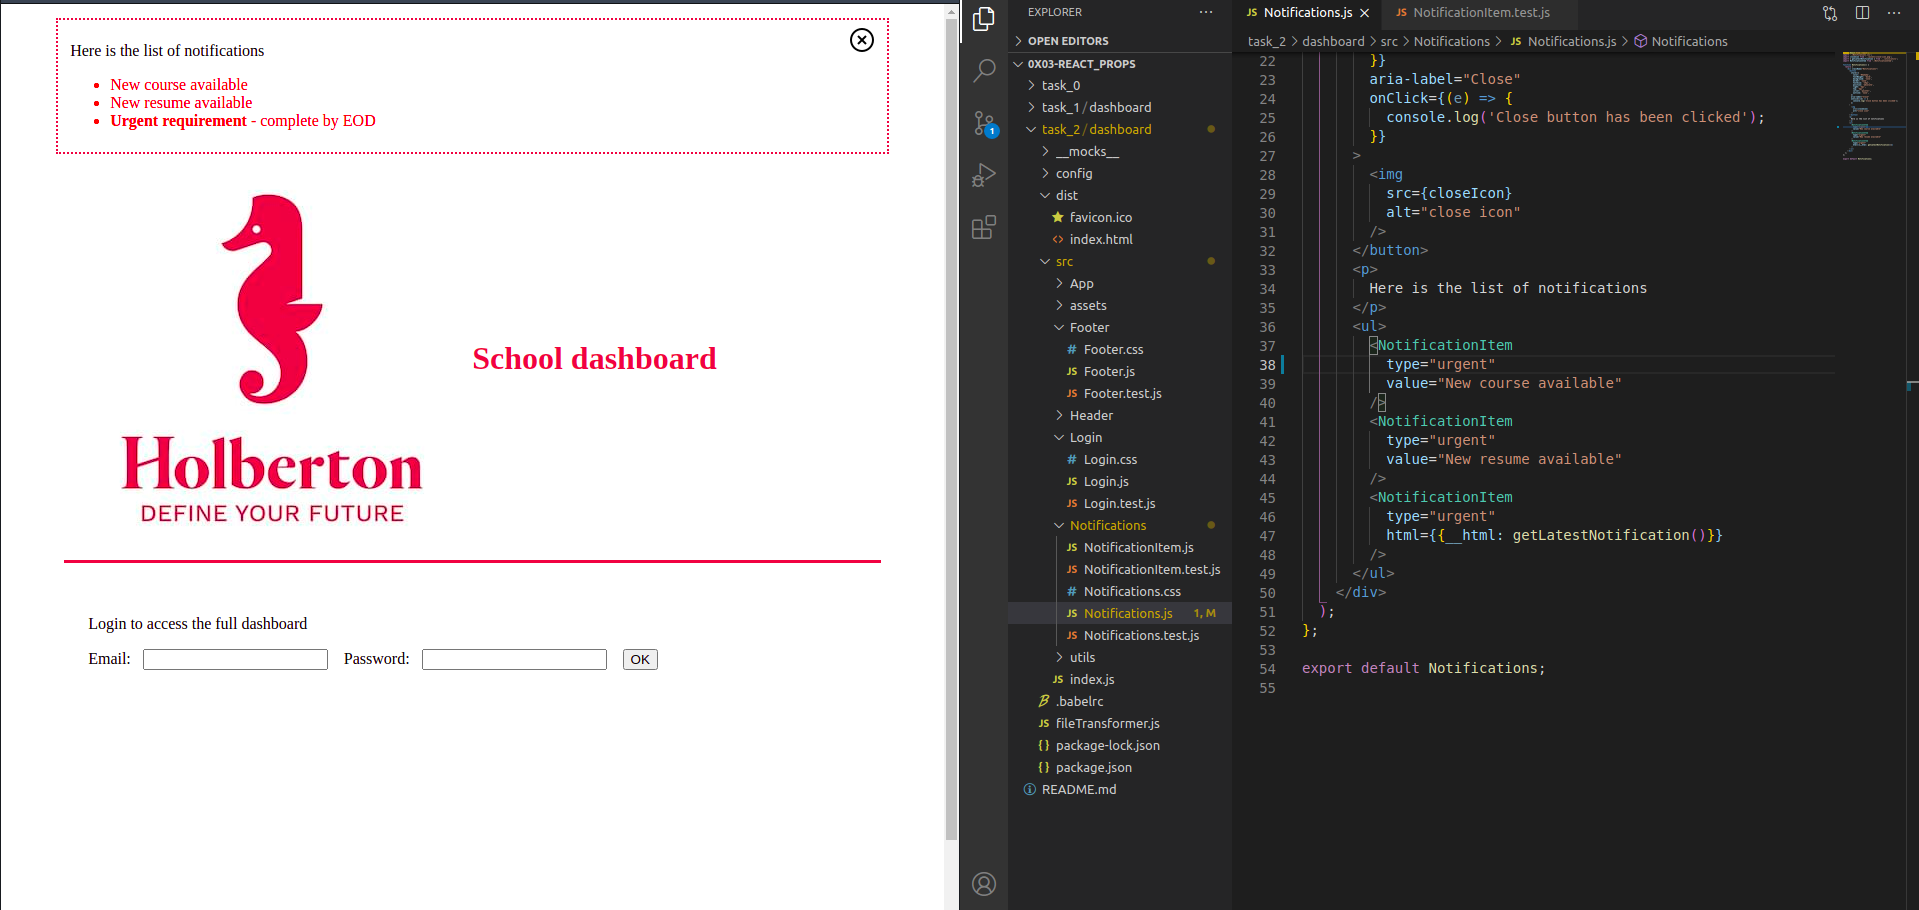 Here is the list of notifications
New course available
New resume available
Urgent requirement - complete by EOD
Holberton
DEFINE YOUR FUTURE
School dashboard
Login to access the full dashboard
Email: Password: OK
1
EXPLORER
OPEN EDITORS
0X03-REACT_PROPS
task_0
task_1/dashboard
task_2/dashboard
__mocks__
config
dist
favicon.ico
index.html
src
App
assets
Footer
Footer.css
Footer.js
Footer.test.js
Header
Login
Login.css
Login.js
Login.test.js
Notifications
NotificationItem.js
NotificationItem.test.js
Notifications.css
Notifications.js 1, M
Notifications.test.js
utils
index.js
.babelrc
fileTransformer.js
package-lock.json
package.json
README.md
JS Notifications.js JS NotificationItem.test.js
task_2 > dashboard > src > Notifications > JS Notifications.js > Notifications
22 }}
23 aria-label="Close"
24 onClick={(e) => {
25 console.log('Close button has been clicked');
26 }}
27 >
28 <img
29 src={closeIcon}
30 alt="close icon"
31 />
32 </button>
33 <p>
34 Here is the list of notifications
35 </p>
36 <ul>
37 <NotificationItem
38 type="urgent"
39 value="New course available"
40 />
41 <NotificationItem
42 type="urgent"
43 value="New resume available"
44 />
45 <NotificationItem
46 type="urgent"
47 html={{__html: getLatestNotification()}}
48 />
49 </ul>
50 </div>
51 );
52 };
53
54 export default Notifications;
55